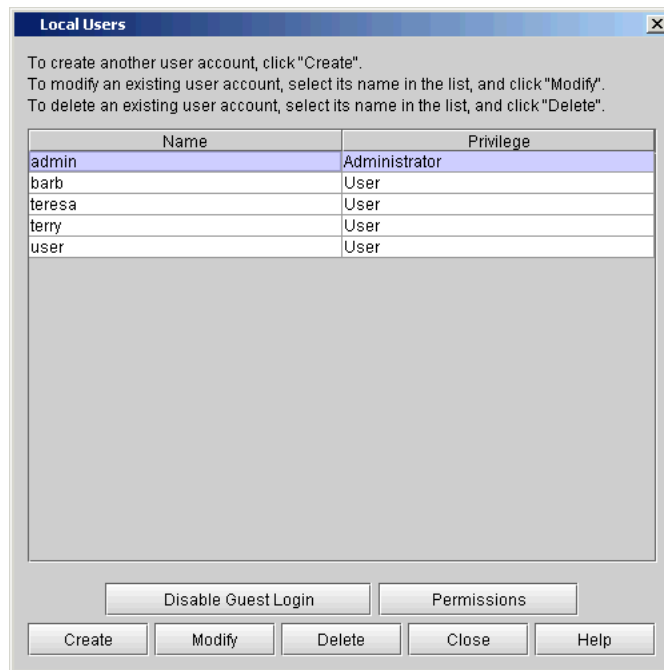 Local Users
To create another user account, click "Create".
To modify an existing user account, select its name in the list, and click "Modify".
To delete an existing user account, select its name in the list, and click "Delete".
Name Privilege
admin Administrator
barb User
teresa User
terry User
user User
Disable Guest Login Permissions
Create Modify Delete Close Help